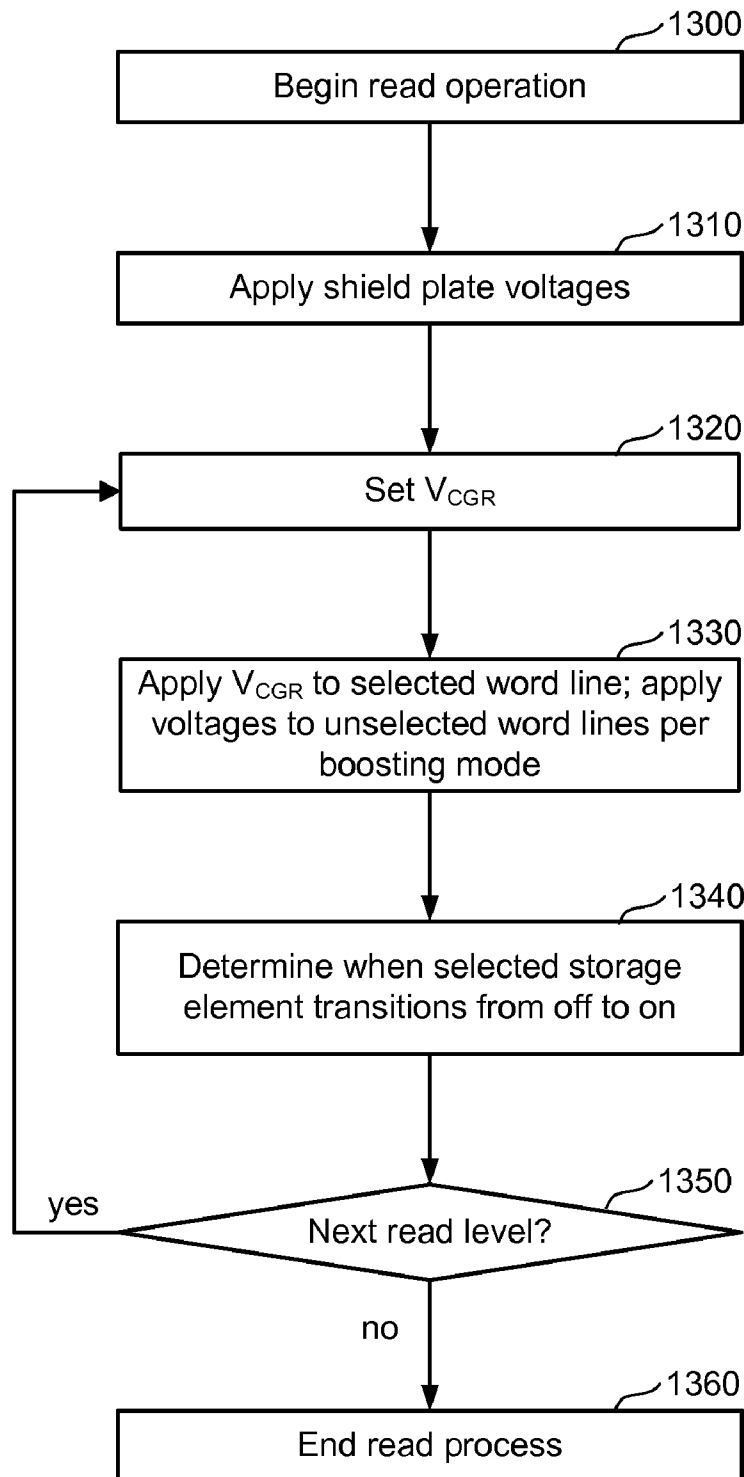 1300
Begin read operation
1310
Apply shield plate voltages
1320
Set VCGR
1330
Apply VCGR to selected word line; apply
voltages to unselected word lines per
boosting mode
1340
Determine when selected storage
element transitions from off to on
1350
yes
Next read level?
no
1360
End read process